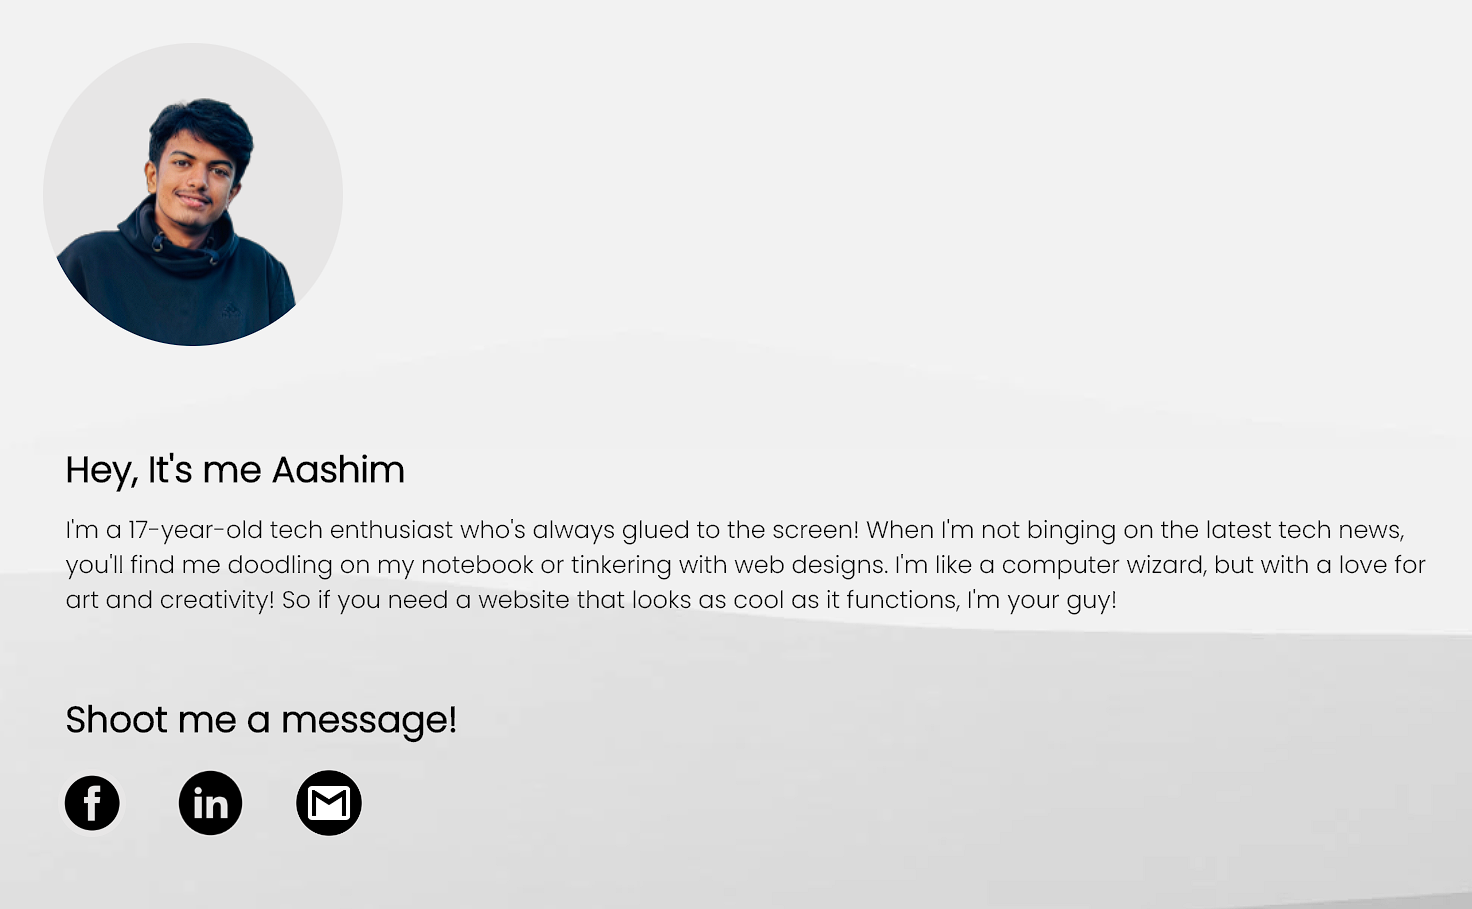 Hey, It's me Aashim
I'm a 17-year-old tech enthusiast who's always glued to the screen! When I'm not binging on the latest tech news,
you'll find me doodling on my notebook or tinkering with web designs. I'm like a computer wizard, but with a love for
art and creativity! So if you need a website that looks as cool as it functions, I'm your guy!
Shoot me a message!
f in M